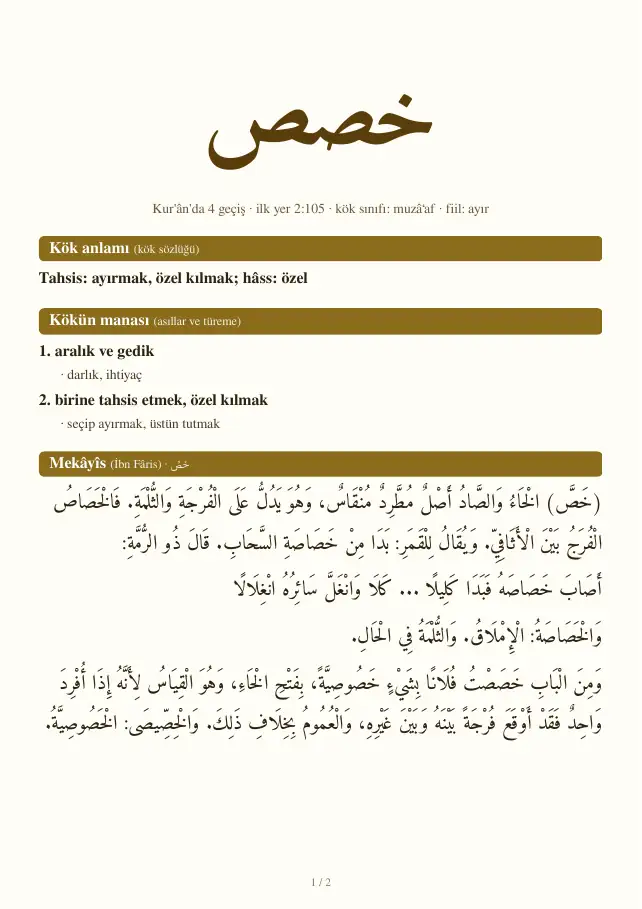 خصص
Kur'ân'da 4 geçiş · ilk yer 2:105 · kök sınıfı: muzâʿaf · fiil: ayır
Kök anlamı (kök sözlüğü)
Tahsis: ayırmak, özel kılmak; hâss: özel
Kökün manası (asıllar ve türeme)
1. aralık ve gedik
· darlık, ihtiyaç
2. birine tahsis etmek, özel kılmak
· seçip ayırmak, üstün tutmak
Mekâyîs (İbn Fâris) · خَصَّ
(خَصَّ) الْخَاءُ وَالصَّادُ أَصْلٌ مُطَّرِدٌ مُنْقَاسٌ، وَهُوَ يَدُلُّ عَلَى الْفُرْجَةِ وَالثُّلْمَةِ. فَالْخَصَاصُ
الْفُرَجُ بَيْنَ الْأَثَافِيِّ. وَيُقَالُ لِلْقَمَرِ: بَدَا مِنْ خَصَاصَةِ السَّحَابِ. قَالَ ذُو الرُّمَّةِ:
أَصَابَ خَصَاصَهُ فَبَدَا كَلِيلًا ... كَلَا وَانْغَلَّ سَائِرُهُ انْغِلَالًا
وَالْخَصَاصَةُ: الْإِمْلَاقُ. وَالثُّلْمَةُ فِي الْحَالِ.
وَمِنَ الْبَابِ خَصَصْتُ فُلَانًا بِشَيْءٍ خَصُوصِيَّةً، بِفَتْحِ الْخَاءِ، وَهُوَ الْقِيَاسُ لِأَنَّهُ إِذَا أُفْرِدَ
وَاحِدٌ فَقَدْ أَوْقَعَ فُرْجَةً بَيْنَهُ وَبَيْنَ غَيْرِهِ، وَالْعُمُومُ بِخِلَافِ ذَلِكَ. وَالْخِصِّيصَى: الْخَصُوصِيَّةُ.
1 / 2